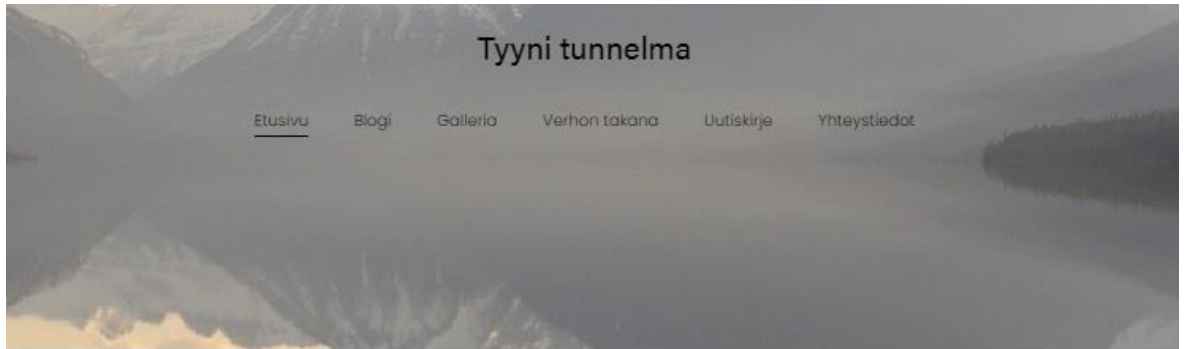 Tyyni tunnelma
Etusivu Blogi Galleria Verhon takana Uutiskirje Yhteystiedot